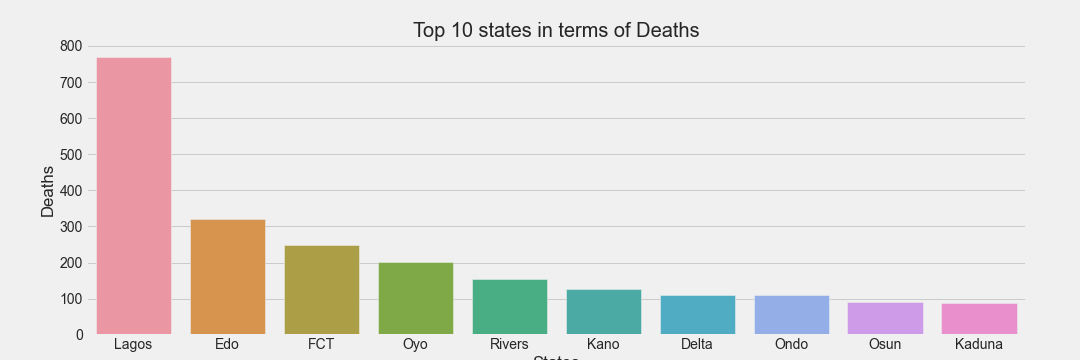 Top 10 states in terms of Deaths
800
700
600
500
400
300
200
100
0
Deaths
Lagos Edo FCT Oyo Rivers Kano Delta Ondo Osun Kaduna
States